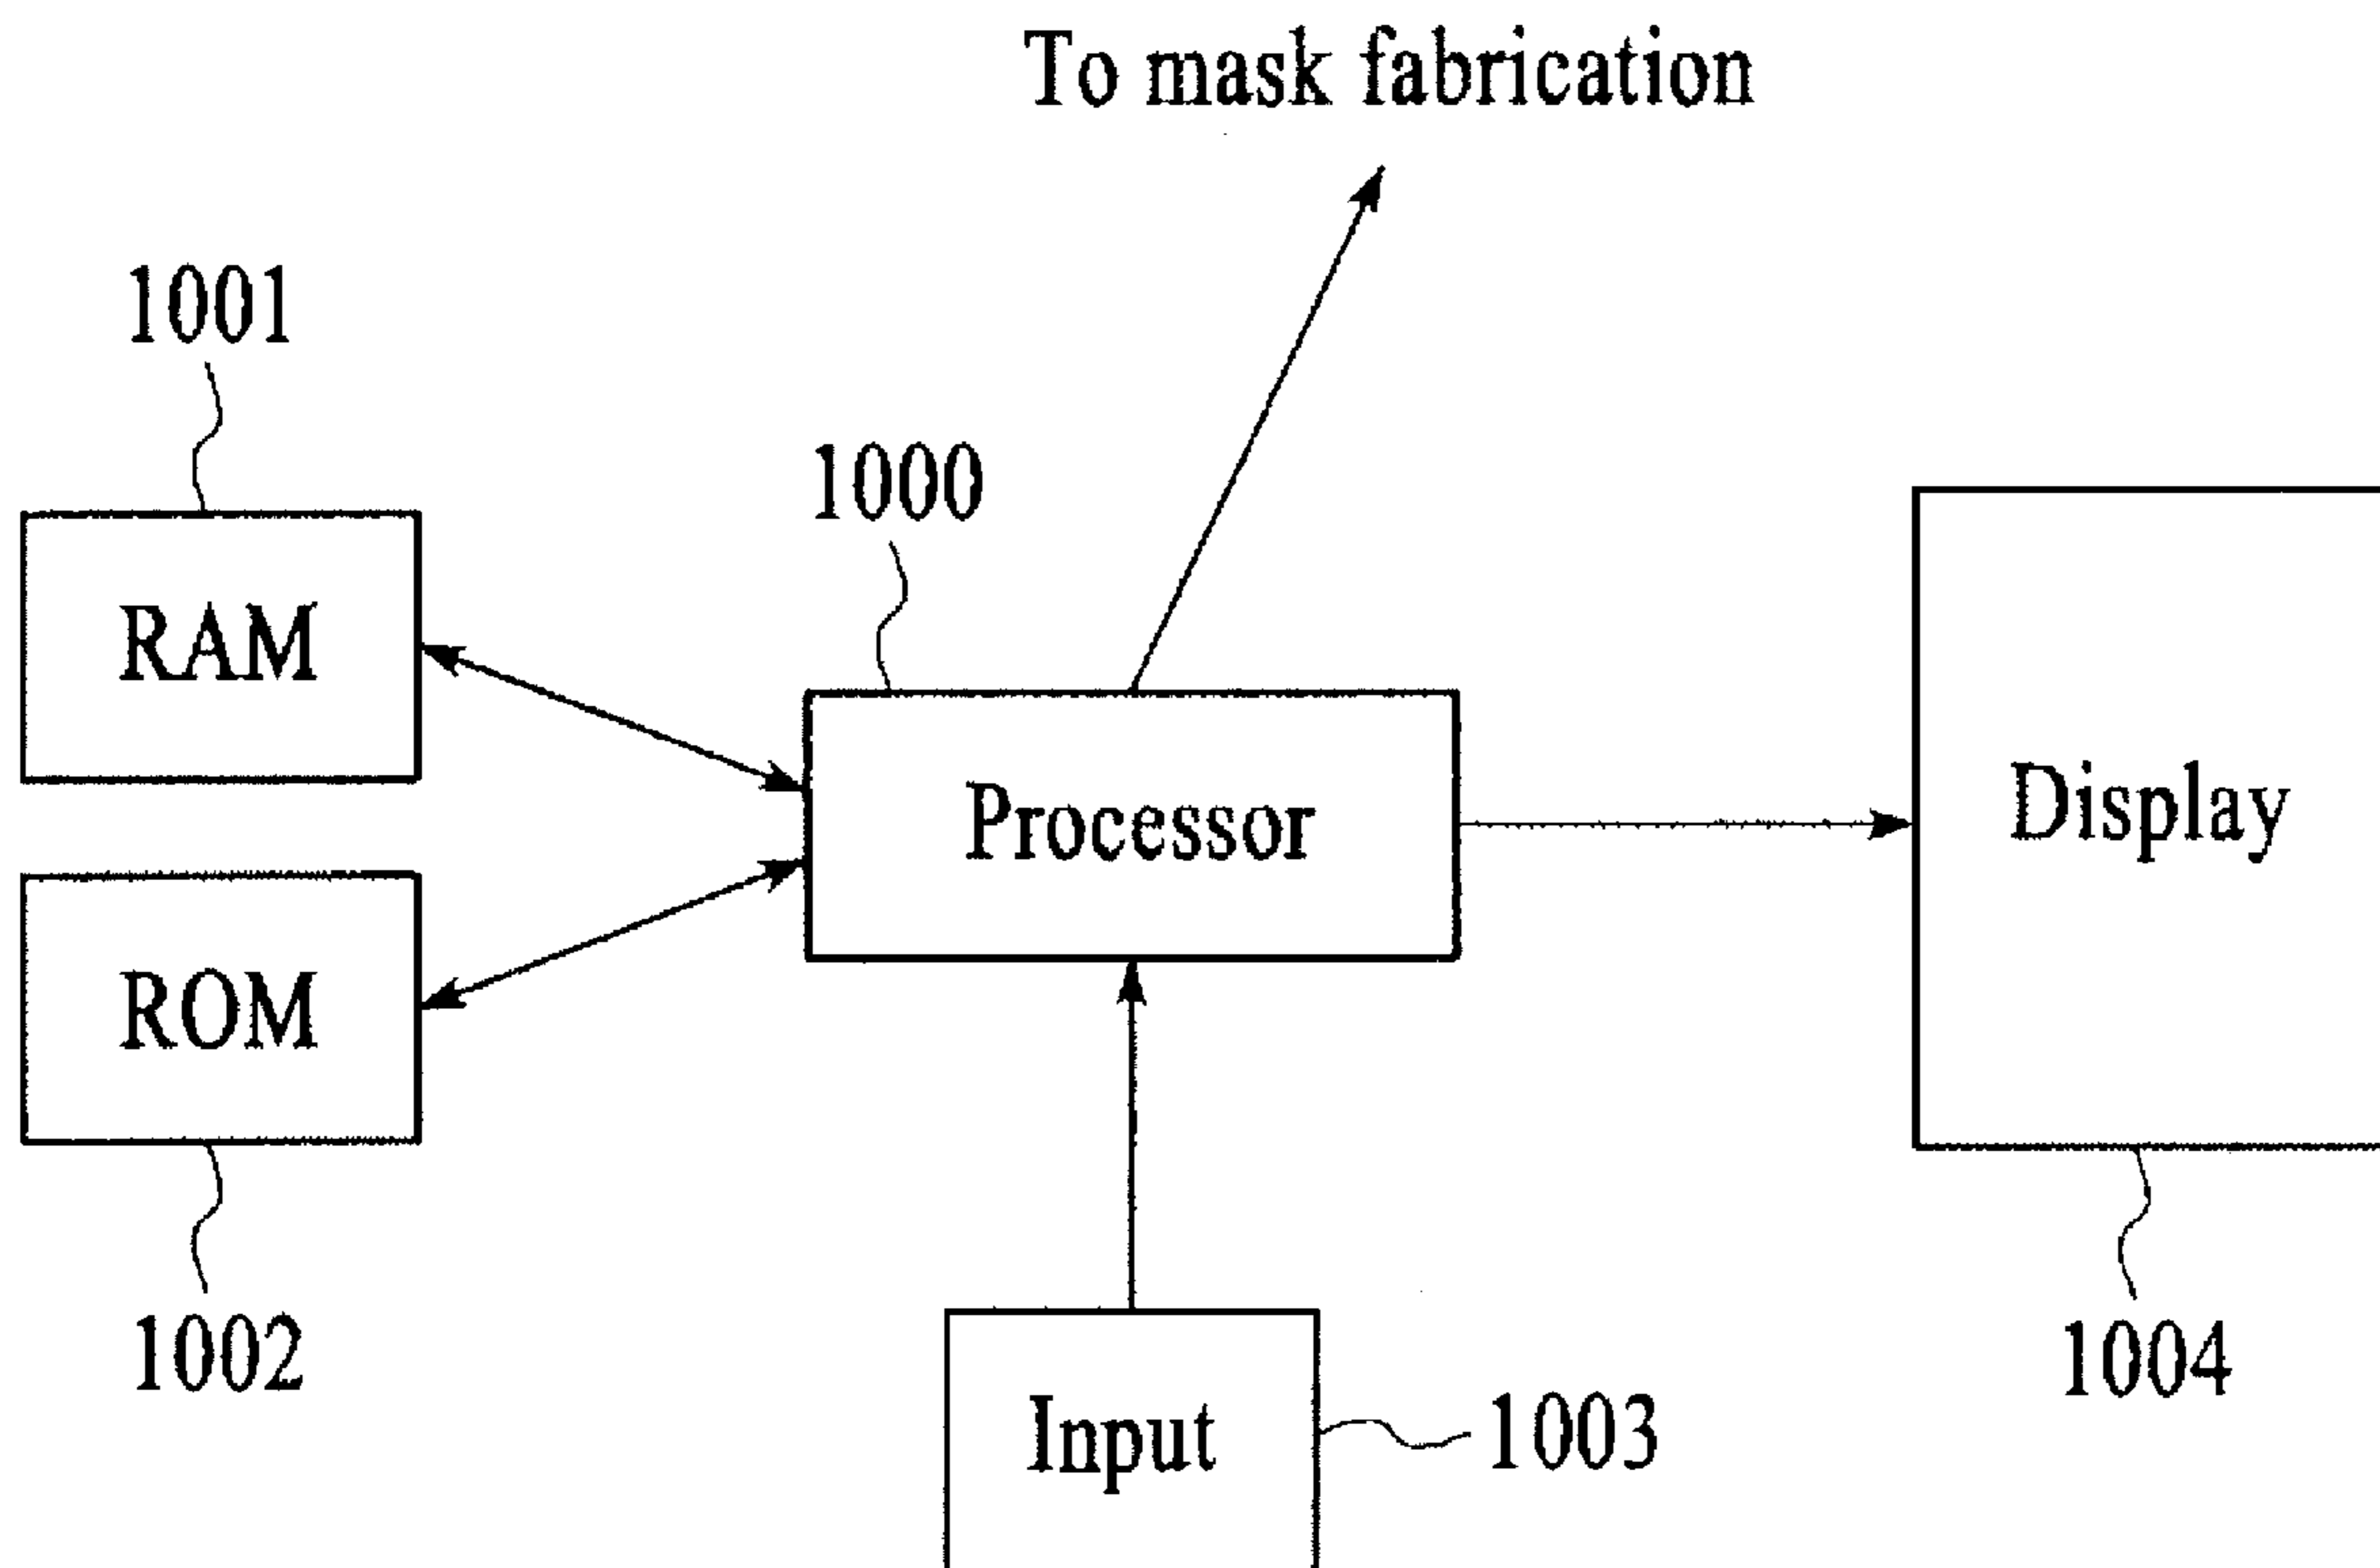 To mask fabrication
1001
1000
RAM
Processor
Display
ROM
1002
1004
Input
1003